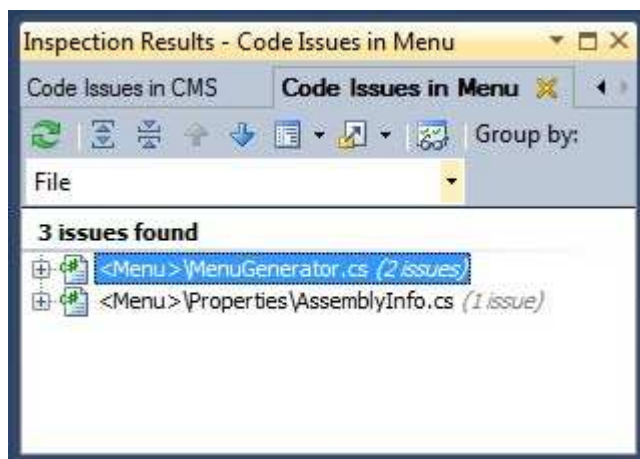 Inspection Results - Code Issues in Menu
Code Issues in CMS Code Issues in Menu
Group by:
File
3 issues found
<Menu>\MenuGenerator.cs (2 issues)
<Menu>\Properties\AssemblyInfo.cs (1 issue)